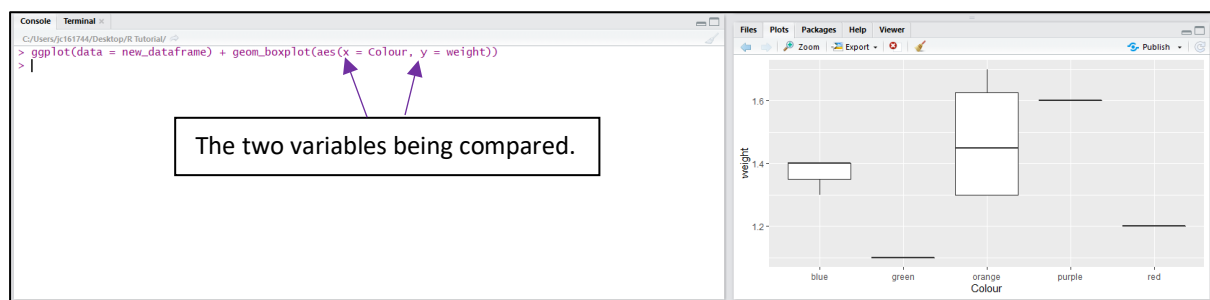 Console Terminal ×
C:/Users/jc161744/Desktop/R Tutorial/
> ggplot(data = new_dataframe) + geom_boxplot(aes(x = Colour, y = weight))
>
The two variables being compared.
Files Plots Packages Help Viewer
Zoom Export Publish
1.6
1.4
1.2
weight
blue green orange purple red
Colour